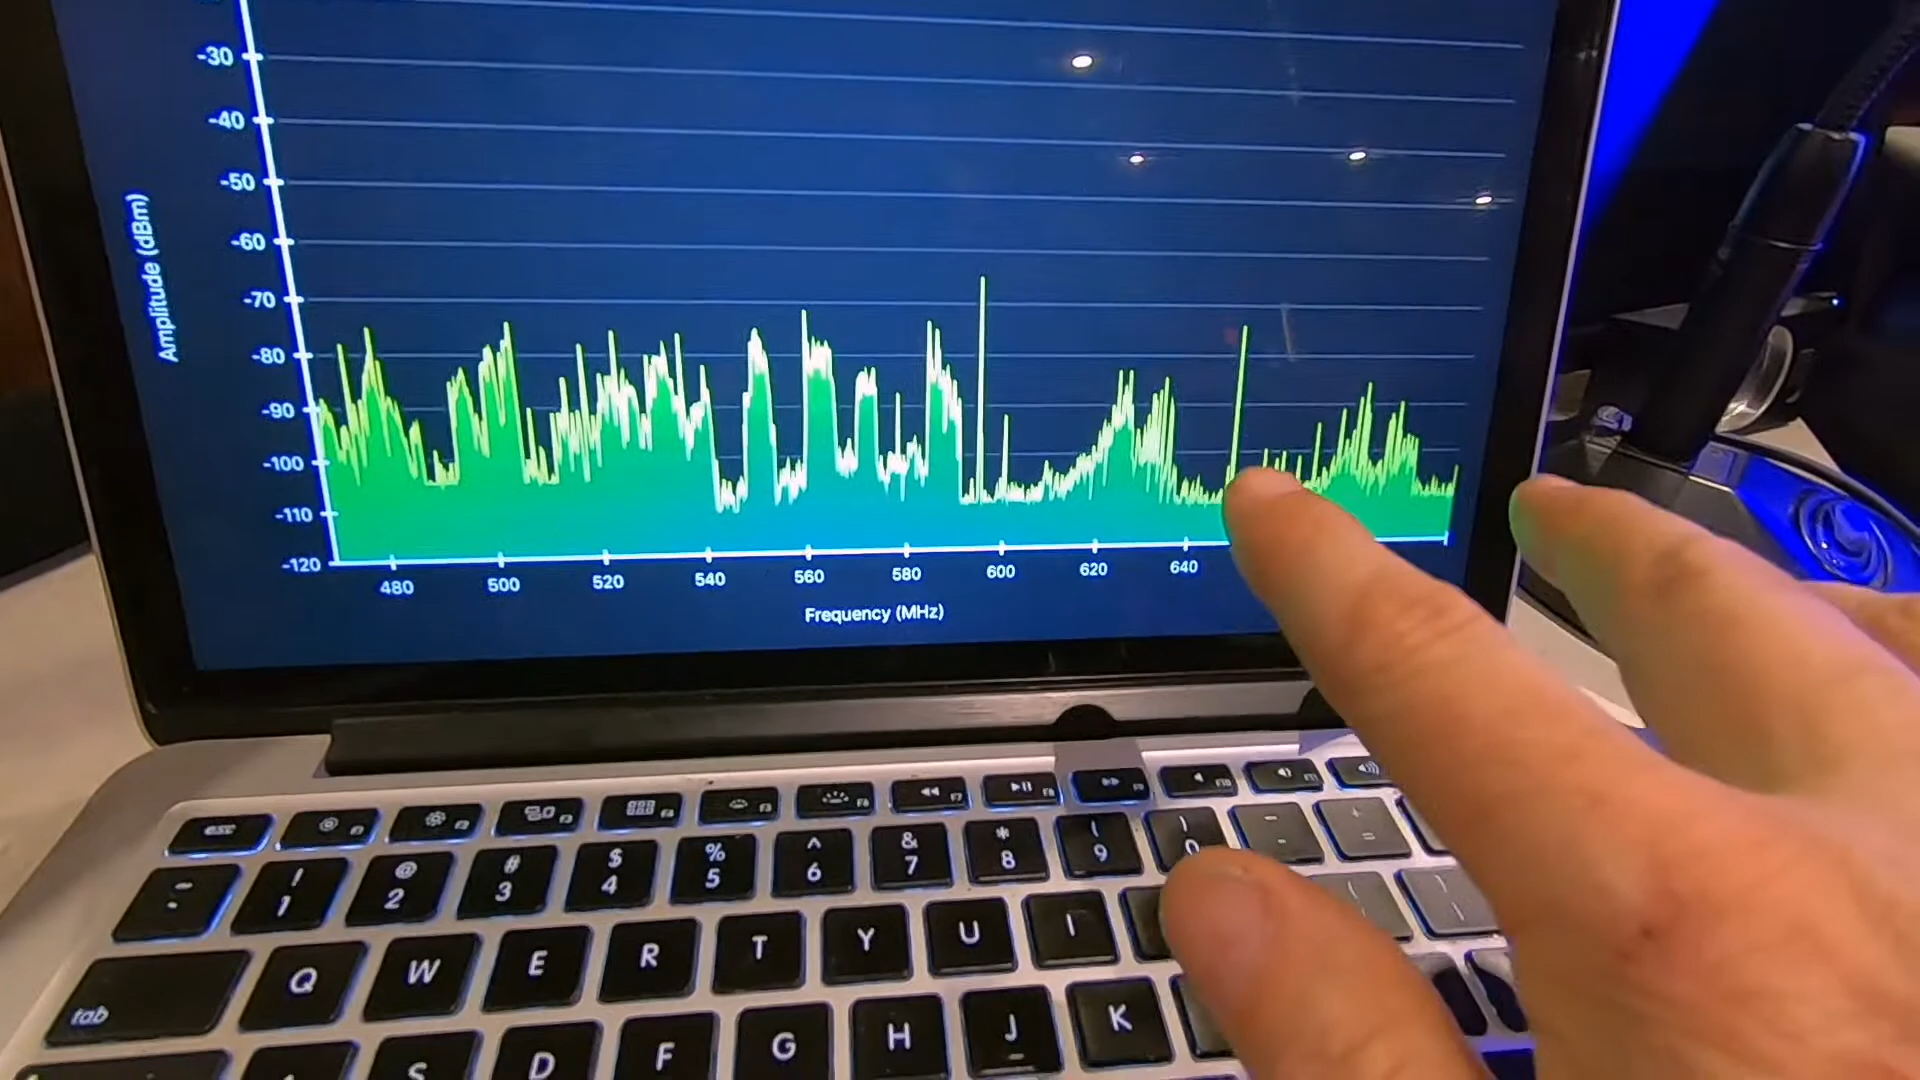 -30
-40
-50
-60
-70
-80
-90
-100
-110
-120
Amplitude (dBm)
480 500 520 540 560 580 600 620 640
Frequency (MHz)
esc
! 1 @ 2 # 3 $ 4 % 5 ^ 6 & 7 * 8 ( 9 )
tab Q W E R T Y U I
S D F G H J K